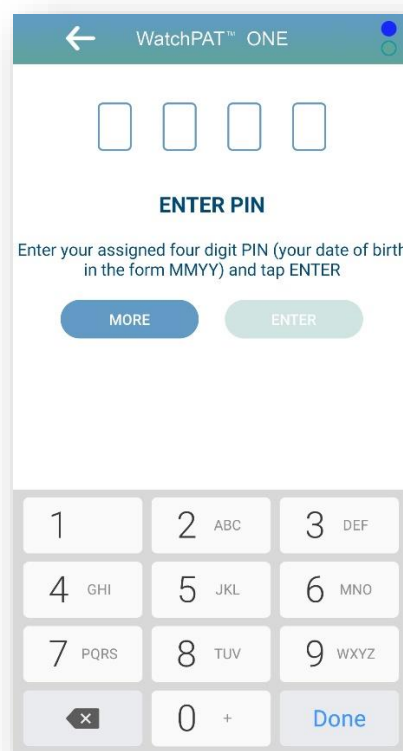 WatchPAT™ ONE
ENTER PIN
Enter your assigned four digit PIN (your date of birth
in the form MMYY) and tap ENTER
MORE ENTER
1 2 ABC 3 DEF
4 GHI 5 JKL 6 MNO
7 PQRS 8 TUV 9 WXYZ
0 + Done